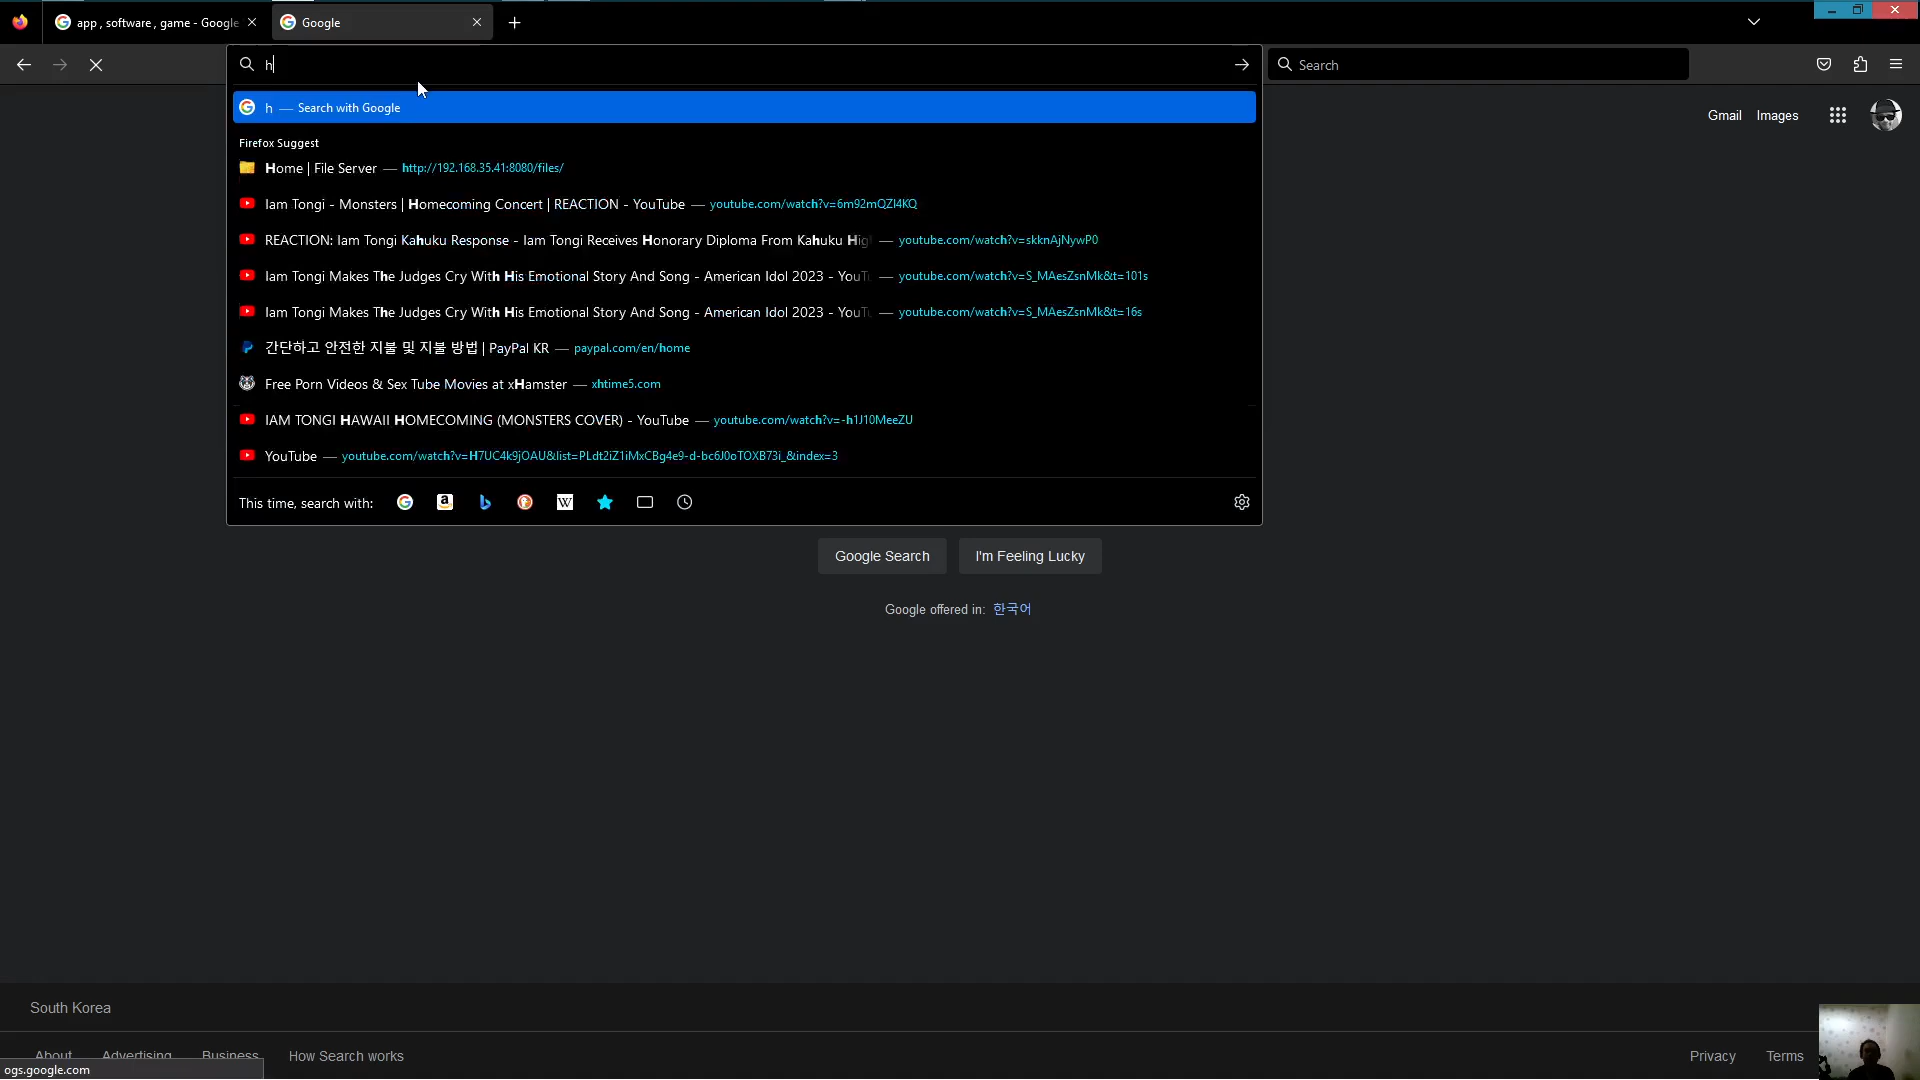 app , software , game - Google
Google
h
Search
h — Search with Google
Gmail
Images
Firefox Suggest
Home | File Server — http://192.168.35.41:8080/files/
Iam Tongi - Monsters | Homecoming Concert | REACTION - YouTube — youtube.com/watch?v=6m92mQZI4KQ
REACTION: Iam Tongi Kahuku Response - Iam Tongi Receives Honorary Diploma From Kahuku Hig — youtube.com/watch?v=skknAjNywP0
Iam Tongi Makes The Judges Cry With His Emotional Story And Song - American Idol 2023 - YouTu — youtube.com/watch?v=S_MAesZsnMk&t=101s
Iam Tongi Makes The Judges Cry With His Emotional Story And Song - American Idol 2023 - YouTu — youtube.com/watch?v=S_MAesZsnMk&t=16s
간단하고 안전한 지불 및 지불 방법 | PayPal KR — paypal.com/en/home
Free Porn Videos & Sex Tube Movies at xHamster — xhtime5.com
IAM TONGI HAWAII HOMECOMING (MONSTERS COVER) - YouTube — youtube.com/watch?v=-h1J10MeeZU
YouTube — youtube.com/watch?v=H7UC4k9jOAU&list=PLdt2iZ1iMxCBg4e9-d-bc6J0oTOXB73i_&index=3
This time, search with:
Google Search
I'm Feeling Lucky
Google offered in: 한국어
South Korea
About
Advertising
Business
How Search works
Privacy
Terms
ogs.google.com